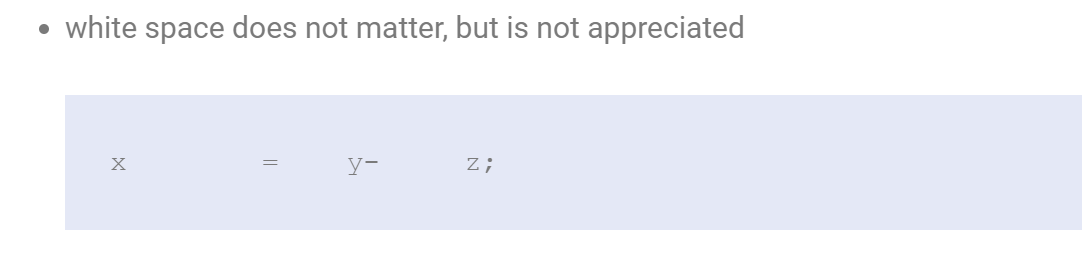 • white space does not matter, but is not appreciated
x         =    y-     z;